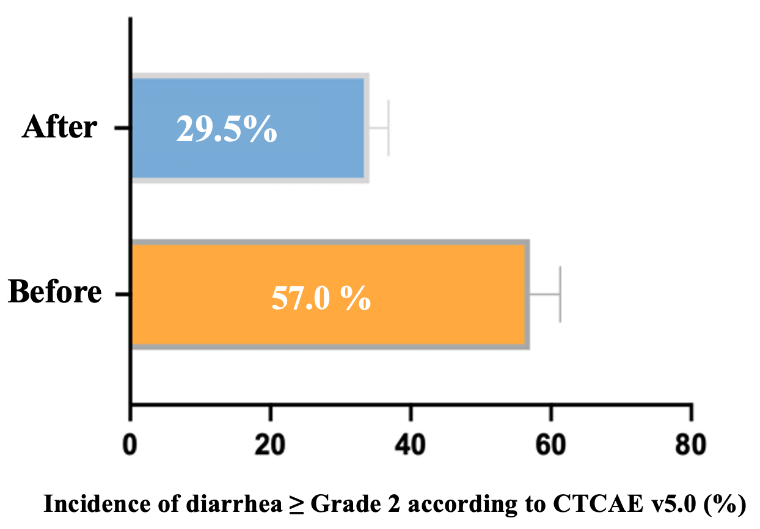 After
29.5%
Before
57.0 %
0 20 40 60 80
Incidence of diarrhea ≥ Grade 2 according to CTCAE v5.0 (%)